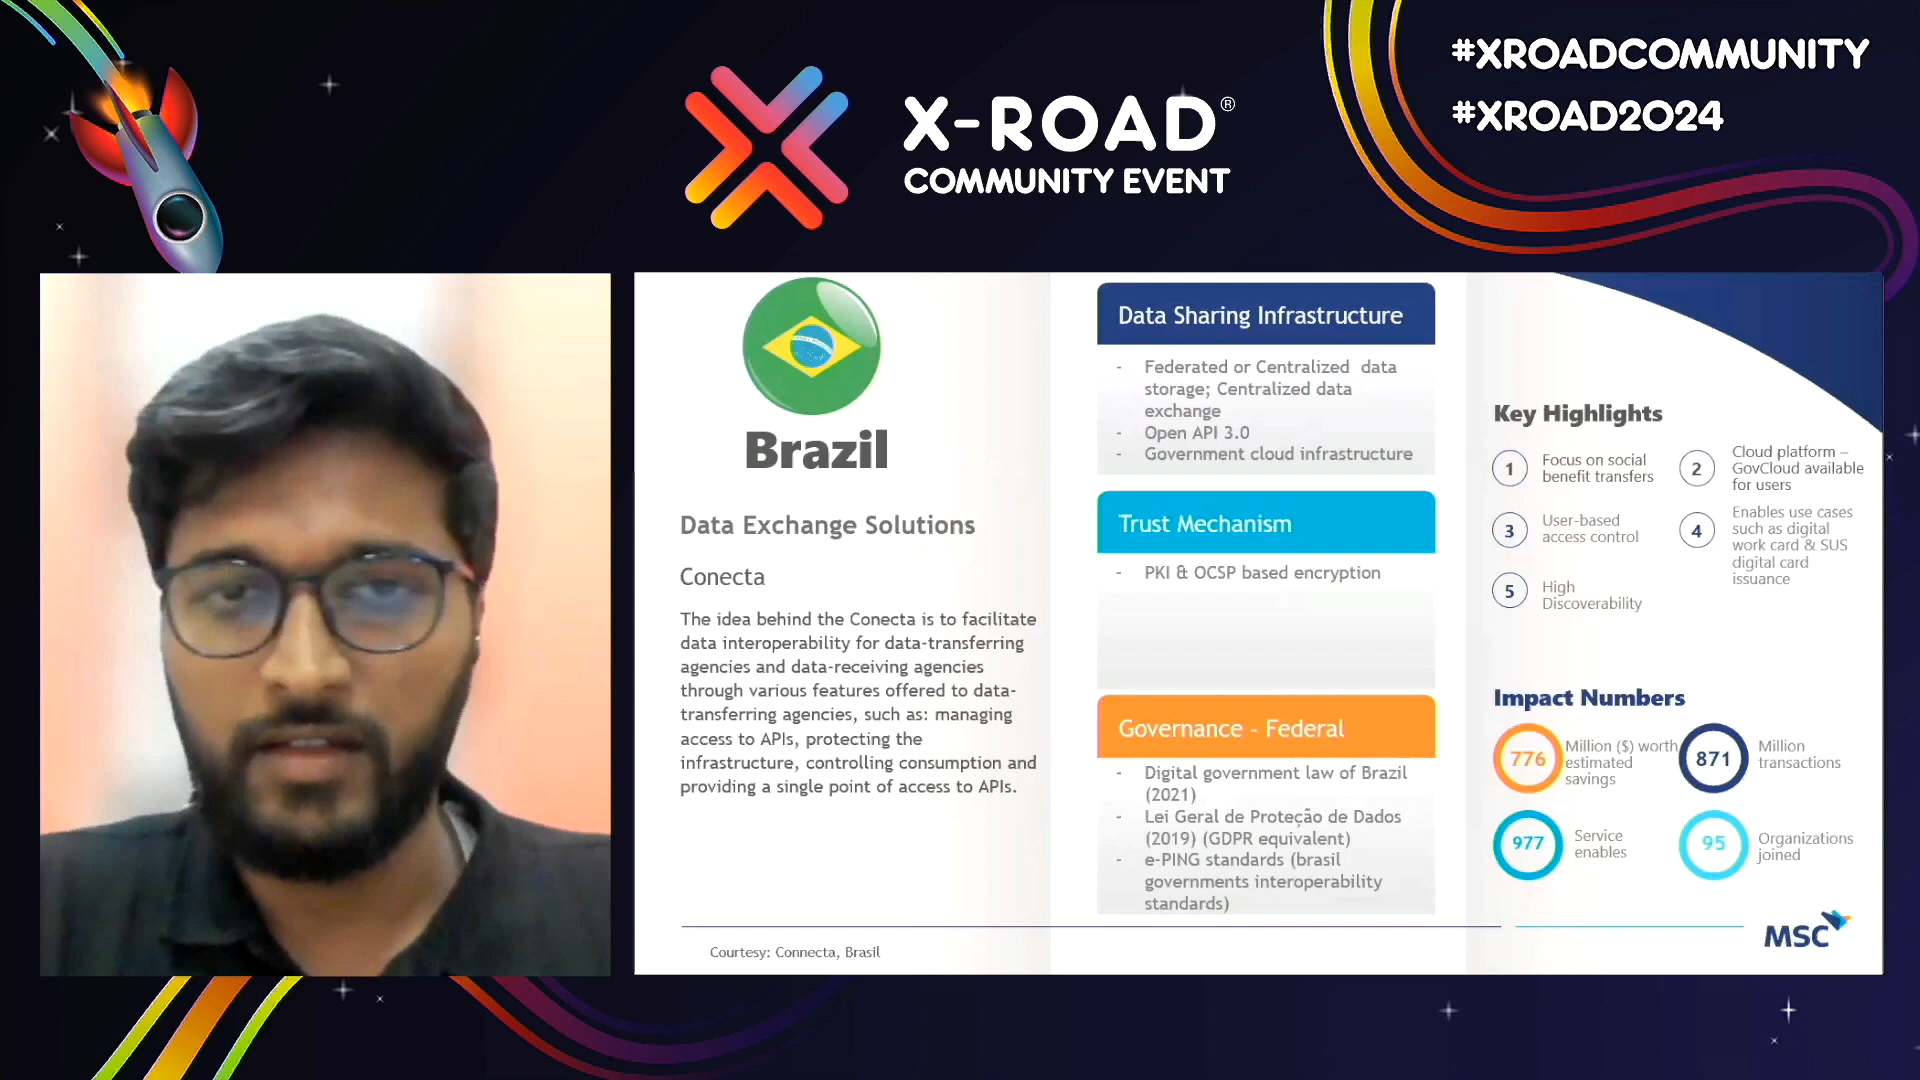 #XROADCOMMUNITY
#XROAD2024
X-ROAD®
COMMUNITY EVENT
Brazil
Data Exchange Solutions
Conecta
The idea behind the Conecta is to facilitate
data interoperability for data-transferring
agencies and data-receiving agencies
through various features offered to data-
transferring agencies, such as: managing
access to APIs, protecting the
infrastructure, controlling consumption and
providing a single point of access to APIs.
Courtesy: Connecta, Brasil
Data Sharing Infrastructure
- Federated or Centralized data
storage; Centralized data
exchange
- Open API 3.0
- Government cloud infrastructure
Trust Mechanism
- PKI & OCSP based encryption
Governance - Federal
- Digital government law of Brazil
(2021)
- Lei Geral de Proteção de Dados
(2019) (GDPR equivalent)
- e-PING standards (brasil
governments interoperability
standards)
Key Highlights
1
Focus on social
benefit transfers
2
Cloud platform –
GovCloud available
for users
3
User-based
access control
4
Enables use cases
such as digital
work card & SUS
digital card
issuance
5
High
Discoverability
Impact Numbers
776
Million ($) worth
estimated
savings
871
Million
transactions
977
Service
enables
95
Organizations
joined
MSC